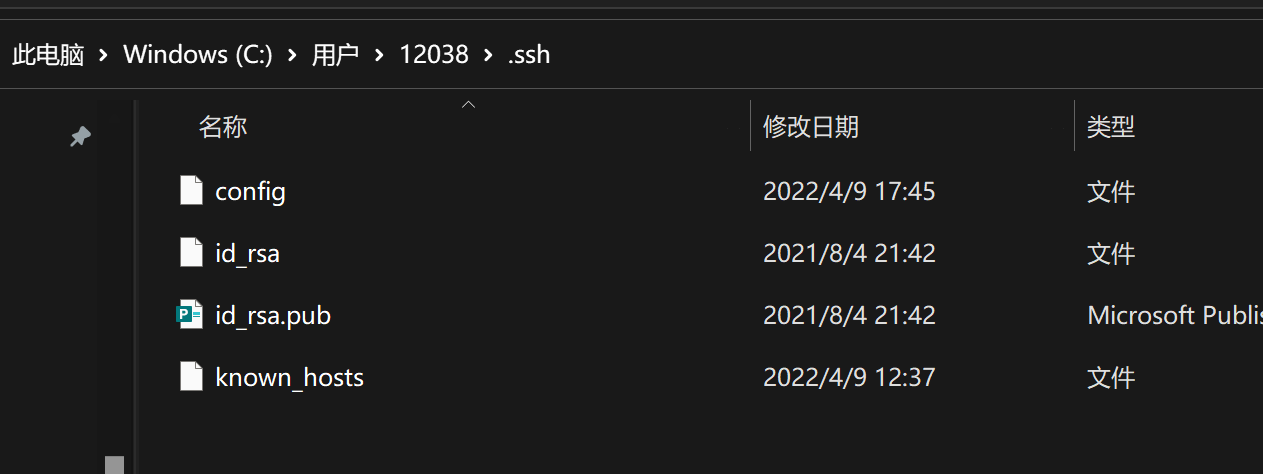 此电脑 › Windows (C:) › 用户 › 12038 › .ssh
名称 修改日期 类型
config 2022/4/9 17:45 文件
id_rsa 2021/8/4 21:42 文件
id_rsa.pub 2021/8/4 21:42 Microsoft Publis
known_hosts 2022/4/9 12:37 文件